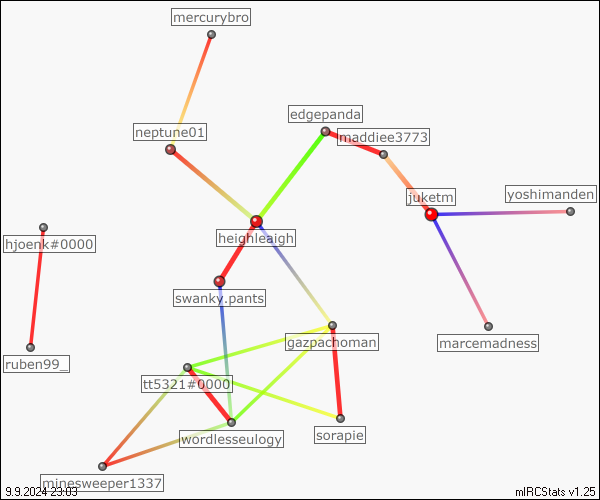 mercurybro
edgepanda
neptune01
maddiee3773
juketm
yoshimanden
hjoenk#0000
heighleaigh
swanky.pants
gazpachoman
marcemadness
ruben99_
tt5321#0000
wordlesseulogy
sorapie
minesweeper1337
9.9.2024 23:03
mIRCStats v1.25